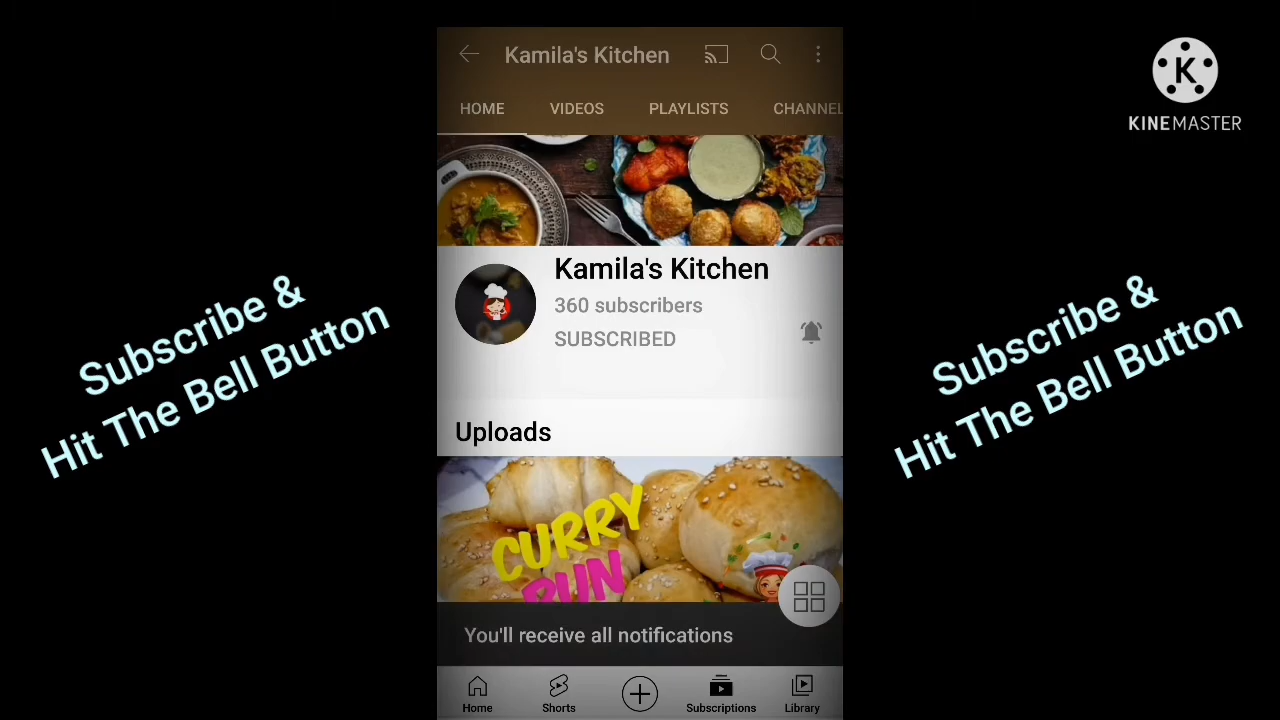 Kamila's Kitchen
HOME VIDEOS PLAYLISTS CHANNEL
K
KINEMASTER
Kamila's Kitchen
360 subscribers
SUBSCRIBED
Subscribe &
Hit The Bell Button
Subscribe &
Hit The Bell Button
Uploads
CURRY
BUN
You'll receive all notifications
Home Shorts Subscriptions Library